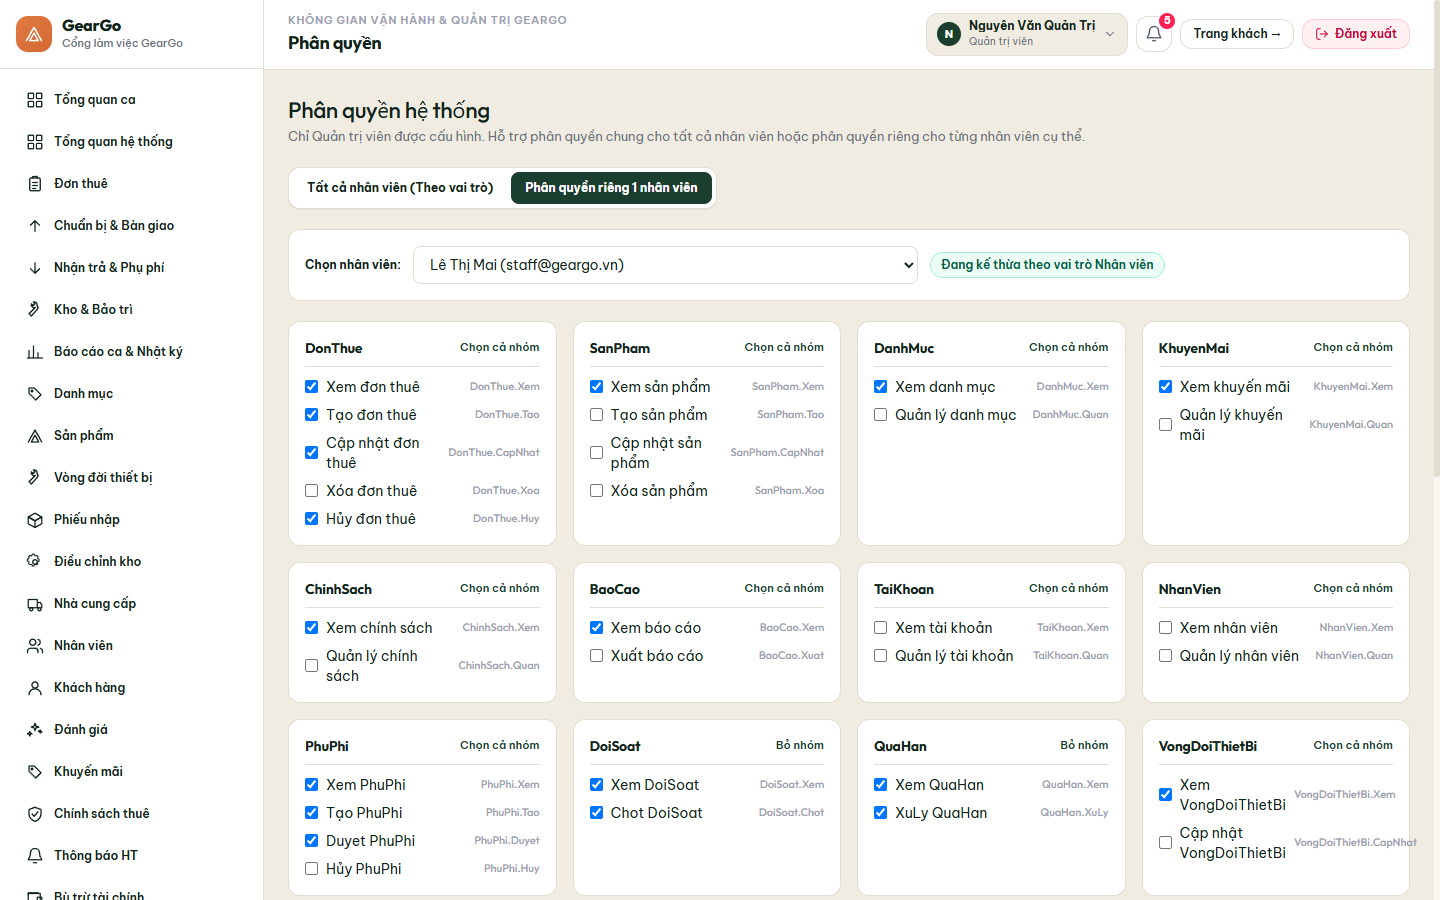 GearGo
Cổng làm việc GearGo
KHÔNG GIAN VẬN HÀNH & QUẢN TRỊ GEARGO
Phân quyền
N
Nguyễn Văn Quản Trị
Quản trị viên
5
Trang khách →
Đăng xuất
Tổng quan ca
Tổng quan hệ thống
Đơn thuê
Chuẩn bị & Bàn giao
Nhận trả & Phụ phí
Kho & Bảo trì
Báo cáo ca & Nhật ký
Danh mục
Sản phẩm
Vòng đời thiết bị
Phiếu nhập
Điều chỉnh kho
Nhà cung cấp
Nhân viên
Khách hàng
Đánh giá
Khuyến mãi
Chính sách thuê
Thông báo HT
Bù trừ tài chính
Phân quyền hệ thống
Chỉ Quản trị viên được cấu hình. Hỗ trợ phân quyền chung cho tất cả nhân viên hoặc phân quyền riêng cho từng nhân viên cụ thể.
Tất cả nhân viên (Theo vai trò)
Phân quyền riêng 1 nhân viên
Chọn nhân viên:
Lê Thị Mai (staff@geargo.vn)
Đang kế thừa theo vai trò Nhân viên
DonThue
Chọn cả nhóm
Xem đơn thuê
DonThue.Xem
Tạo đơn thuê
DonThue.Tao
Cập nhật đơn
thuê
DonThue.CapNhat
Xóa đơn thuê
DonThue.Xoa
Hủy đơn thuê
DonThue.Huy
SanPham
Chọn cả nhóm
Xem sản phẩm
SanPham.Xem
Tạo sản phẩm
SanPham.Tao
Cập nhật sản
phẩm
SanPham.CapNhat
Xóa sản phẩm
SanPham.Xoa
DanhMuc
Chọn cả nhóm
Xem danh mục
DanhMuc.Xem
Quản lý danh mục
DanhMuc.Quan
KhuyenMai
Chọn cả nhóm
Xem khuyến mãi
KhuyenMai.Xem
Quản lý khuyến
mãi
KhuyenMai.Quan
ChinhSach
Chọn cả nhóm
Xem chính sách
ChinhSach.Xem
Quản lý chính
sách
ChinhSach.Quan
BaoCao
Chọn cả nhóm
Xem báo cáo
BaoCao.Xem
Xuất báo cáo
BaoCao.Xuat
TaiKhoan
Chọn cả nhóm
Xem tài khoản
TaiKhoan.Xem
Quản lý tài khoản
TaiKhoan.Quan
NhanVien
Chọn cả nhóm
Xem nhân viên
NhanVien.Xem
Quản lý nhân viên
NhanVien.Quan
PhuPhi
Chọn cả nhóm
Xem PhuPhi
PhuPhi.Xem
Tạo PhuPhi
PhuPhi.Tao
Duyet PhuPhi
PhuPhi.Duyet
Hủy PhuPhi
PhuPhi.Huy
DoiSoat
Bỏ nhóm
Xem DoiSoat
DoiSoat.Xem
Chot DoiSoat
DoiSoat.Chot
QuaHan
Bỏ nhóm
Xem QuaHan
QuaHan.Xem
XuLy QuaHan
QuaHan.XuLy
VongDoiThietBi
Chọn cả nhóm
Xem
VongDoiThietBi
VongDoiThietBi.Xem
Cập nhật
VongDoiThietBi
VongDoiThietBi.CapNhat